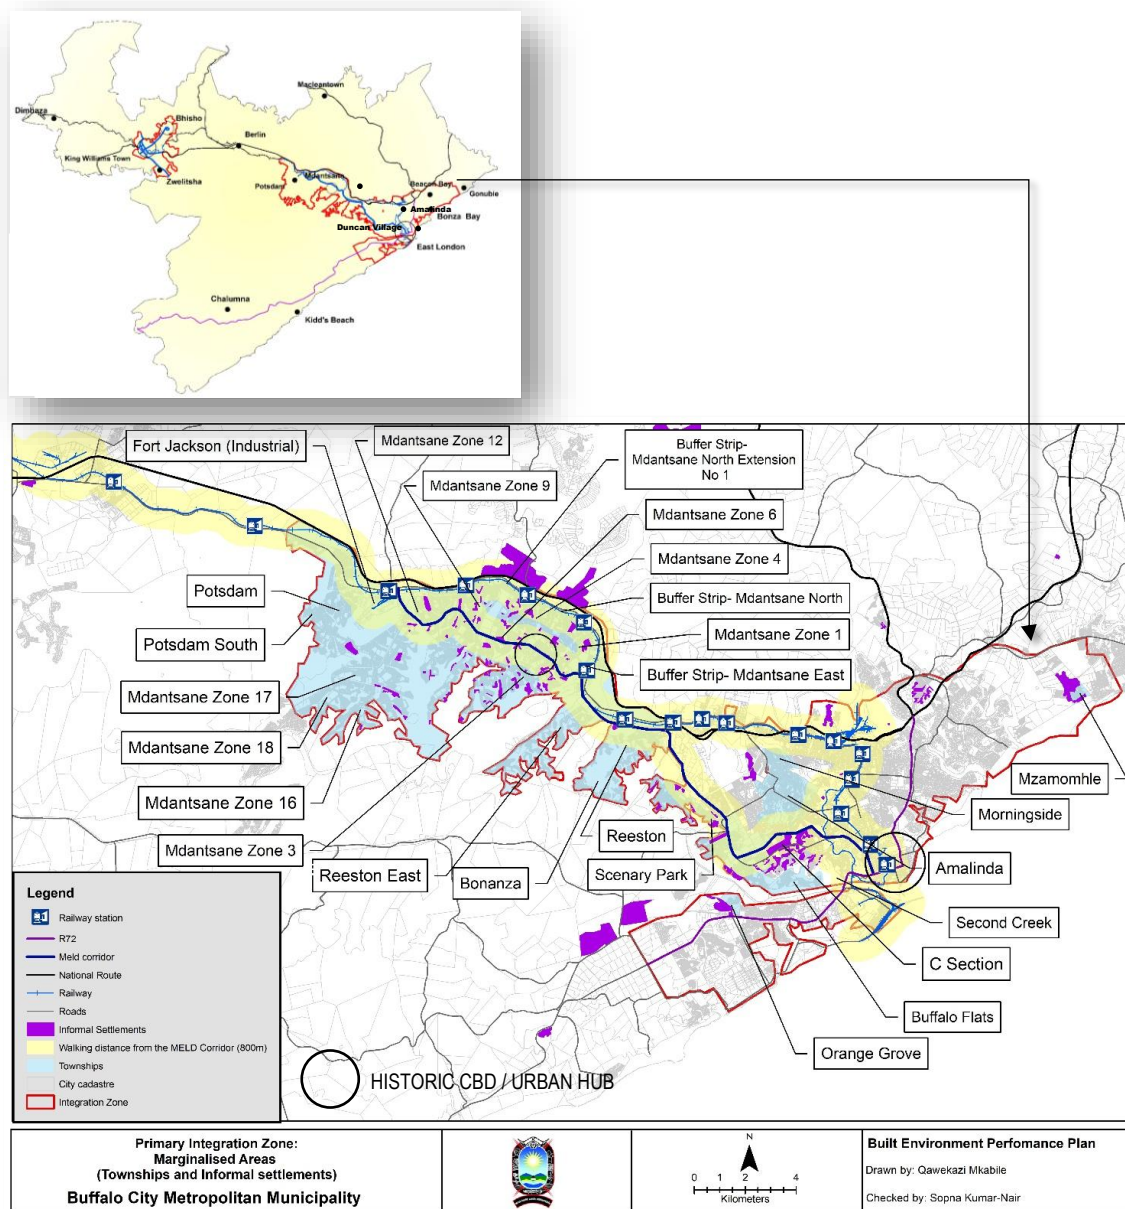 Macleantown
Dimbaza
Bhisho
Berlin
King Williams Town
Zwelitsha
Potsdam
Mdantsane
Beacon Bay
Gonubie
Amalinda
Bonza Bay
Duncan Village
East London
Chalumna
Kidd's Beach
Fort Jackson (Industrial)
Mdantsane Zone 12
Buffer Strip-
Mdantsane North Extension
No 1
Mdantsane Zone 9
Mdantsane Zone 6
Mdantsane Zone 4
Potsdam
Buffer Strip- Mdantsane North
Potsdam South
Mdantsane Zone 1
Buffer Strip- Mdantsane East
Mdantsane Zone 17
Mdantsane Zone 18
Mzamomhle
Mdantsane Zone 16
Morningside
Mdantsane Zone 3
Reeston
Reeston East
Bonanza
Scenary Park
Amalinda
Second Creek
C Section
Buffalo Flats
Orange Grove
Legend
Railway station
R72
Meld corridor
National Route
Railway
Roads
Informal Settlements
Walking distance from the MELD Corridor (800m)
Townships
City cadastre
Integration Zone
HISTORIC CBD / URBAN HUB
Primary Integration Zone:
Marginalised Areas
(Townships and Informal settlements)
Buffalo City Metropolitan Municipality
N
0 1 2 4
Kilometers
Built Environment Perfomance Plan
Drawn by: Qawekazi Mkabile
Checked by: Sopna Kumar-Nair